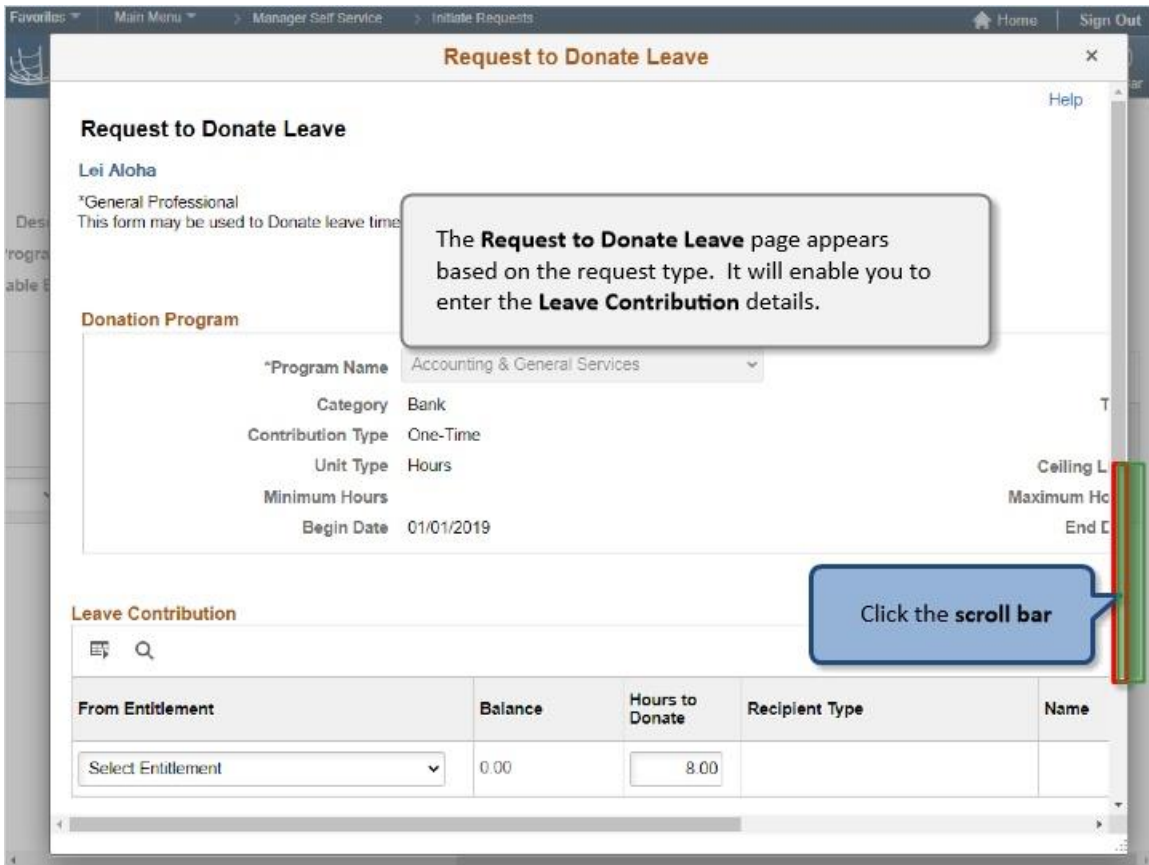 Favorites Main Menu > Manager Self Service > Initiate Requests Home Sign Out
Request to Donate Leave ×
Help
Request to Donate Leave
Lei Aloha
*General Professional
This form may be used to Donate leave time
The Request to Donate Leave page appears
based on the request type. It will enable you to
enter the Leave Contribution details.
Donation Program
*Program Name Accounting & General Services
Category Bank
Contribution Type One-Time
Unit Type Hours
Ceiling L
Minimum Hours
Maximum Ho
Begin Date 01/01/2019
End D
Click the scroll bar
Leave Contribution
From Entitlement Balance Hours to Donate Recipient Type Name
Select Entitlement 0.00 8.00